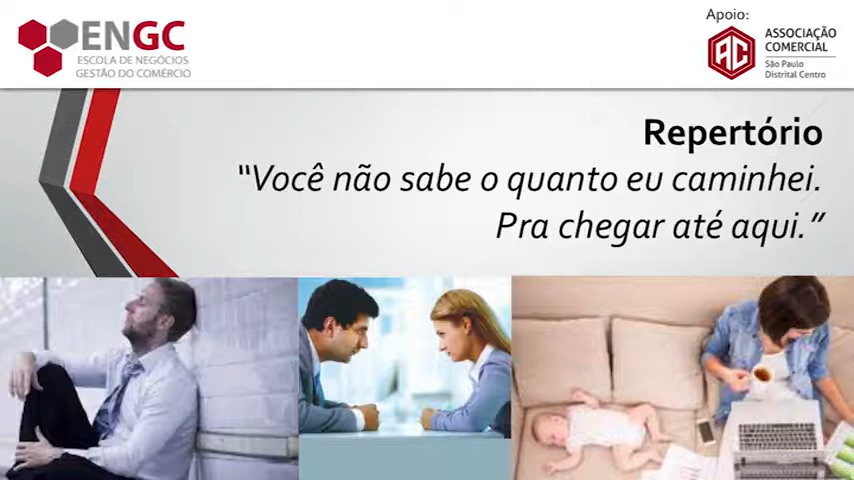 ENGC
ESCOLA DE NEGÓCIOS
GESTÃO DO COMÉRCIO
Apoio:
AC
ASSOCIAÇÃO
COMERCIAL
São Paulo
Distrital Centro
Repertório
“Você não sabe o quanto eu caminhei.
Pra chegar até aqui.”